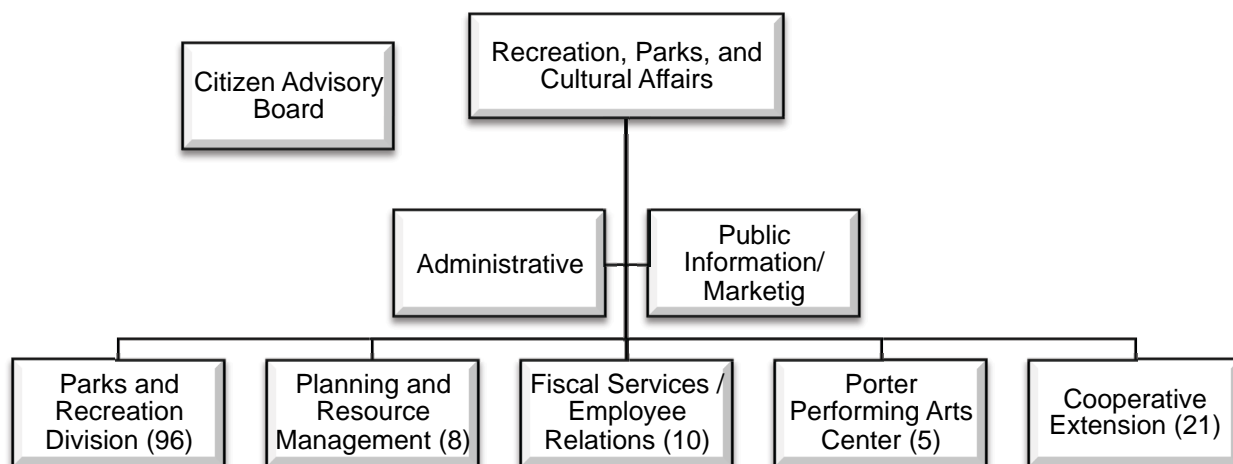 Recreation, Parks, and
Cultural Affairs
Citizen Advisory
Board
Administrative
Public
Information/
Marketig
Parks and
Recreation
Division (96)
Planning and
Resource
Management (8)
Fiscal Services /
Employee
Relations (10)
Porter
Performing Arts
Center (5)
Cooperative
Extension (21)